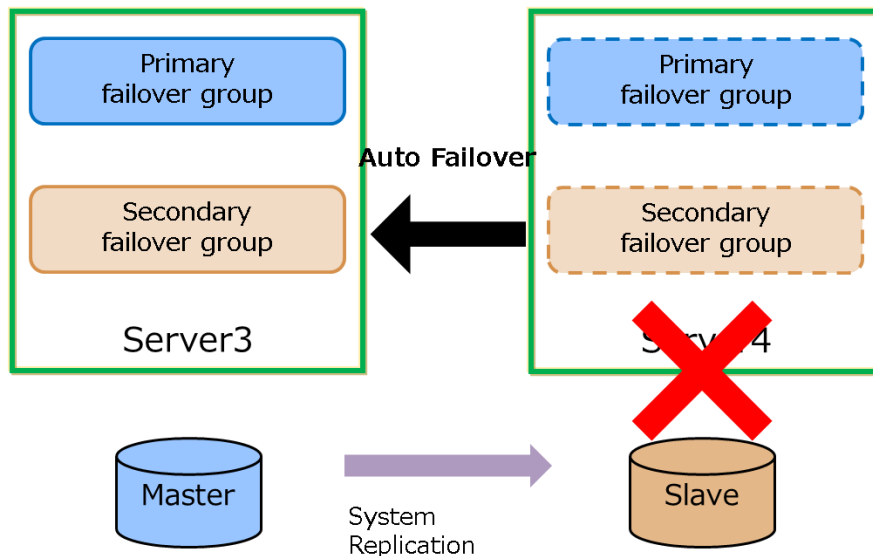 Primary
failover group
Primary
failover group
Auto Failover
Secondary
failover group
Secondary
failover group
Server3
Server4
Master
Slave
System
Replication